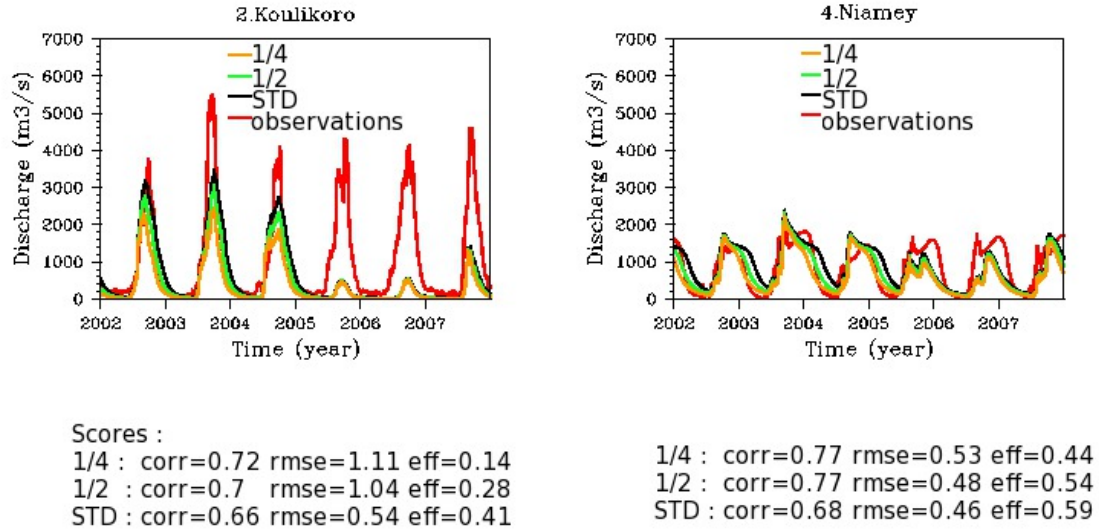 2.Koulikoro
7000
6000
5000
4000
3000
2000
1000
0
Discharge (m3/s)
1/4
1/2
STD
observations
2002 2003 2004 2005 2006 2007
Time (year)
4.Niamey
7000
6000
5000
4000
3000
2000
1000
0
Discharge (m3/s)
1/4
1/2
STD
observations
2002 2003 2004 2005 2006 2007
Time (year)
Scores :
1/4 : corr=0.72 rmse=1.11 eff=0.14
1/2 : corr=0.7 rmse=1.04 eff=0.28
STD : corr=0.66 rmse=0.54 eff=0.41
1/4 : corr=0.77 rmse=0.53 eff=0.44
1/2 : corr=0.77 rmse=0.48 eff=0.54
STD : corr=0.68 rmse=0.46 eff=0.59